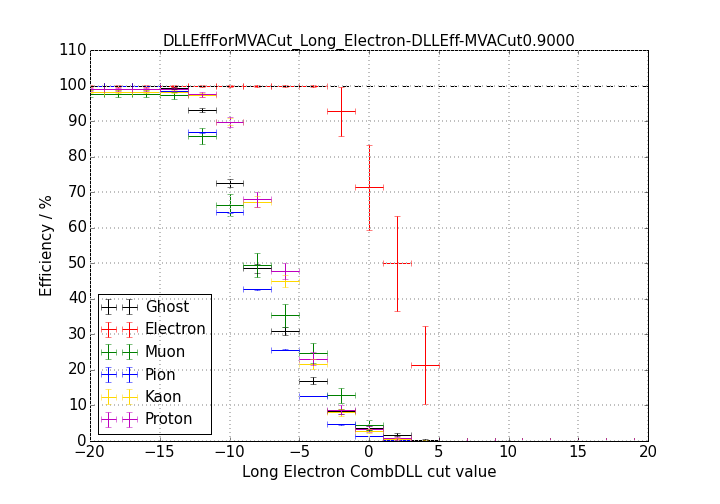 DLLEffForMVACut_Long_Electron-DLLEff-MVACut0.9000
110
100
90
80
70
60
50
40
30
20
10
0
Efficiency / %
Ghost
Electron
Muon
Pion
Kaon
Proton
−20 −15 −10 −5 0 5 10 15 20
Long Electron CombDLL cut value